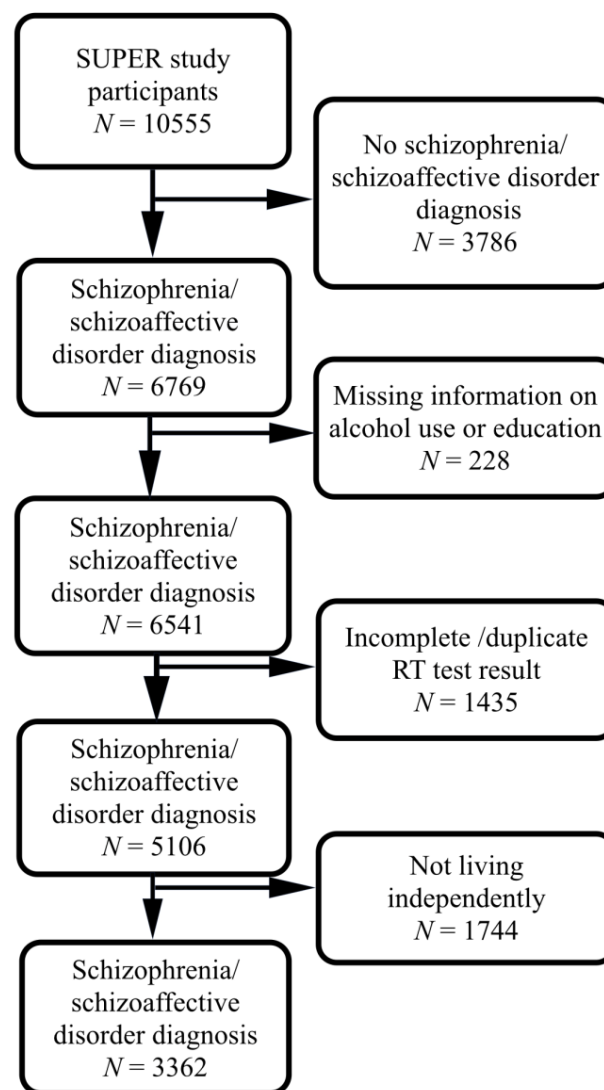 SUPER study
participants
N = 10555
No schizophrenia/
schizoaffective disorder
diagnosis
N = 3786
Schizophrenia/
schizoaffective
disorder diagnosis
N = 6769
Missing information on
alcohol use or education
N = 228
Schizophrenia/
schizoaffective
disorder diagnosis
N = 6541
Incomplete /duplicate
RT test result
N = 1435
Schizophrenia/
schizoaffective
disorder diagnosis
N = 5106
Not living
independently
N = 1744
Schizophrenia/
schizoaffective
disorder diagnosis
N = 3362